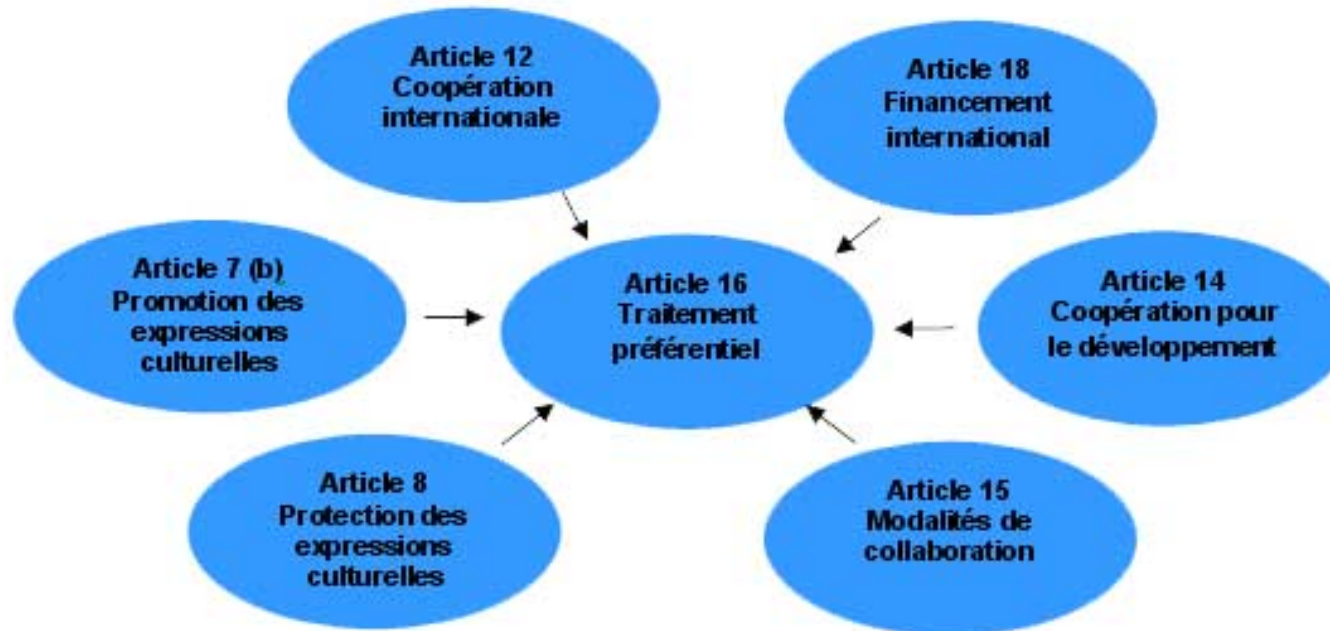 Article 12
Coopération
internationale
Article 18
Financement
international
Article 7 (b)
Promotion des
expressions
culturelles
Article 16
Traitement
préférentiel
Article 14
Coopération pour
le développement
Article 8
Protection des
expressions
culturelles
Article 15
Modalités de
collaboration